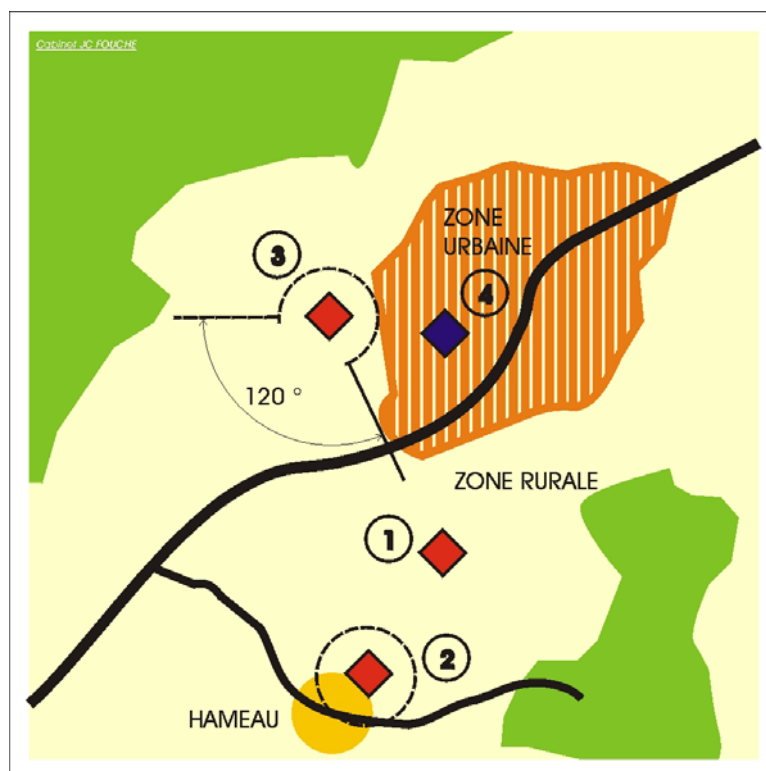 Cabinet JC FOUCHE
ZONE
URBAINE
3
4
120 °
ZONE RURALE
1
2
HAMEAU